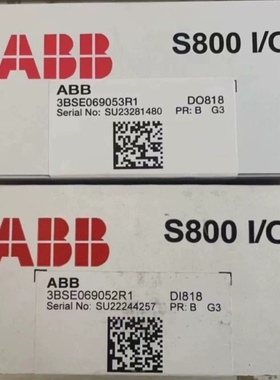 ABB S800 I/O
ABB
3BSE069053R1 DO818
Serial No: SU23281480 PR: B G3
ABB S800 I/O
ABB
3BSE069052R1 DI818
Serial No: SU22244257 PR: B G3